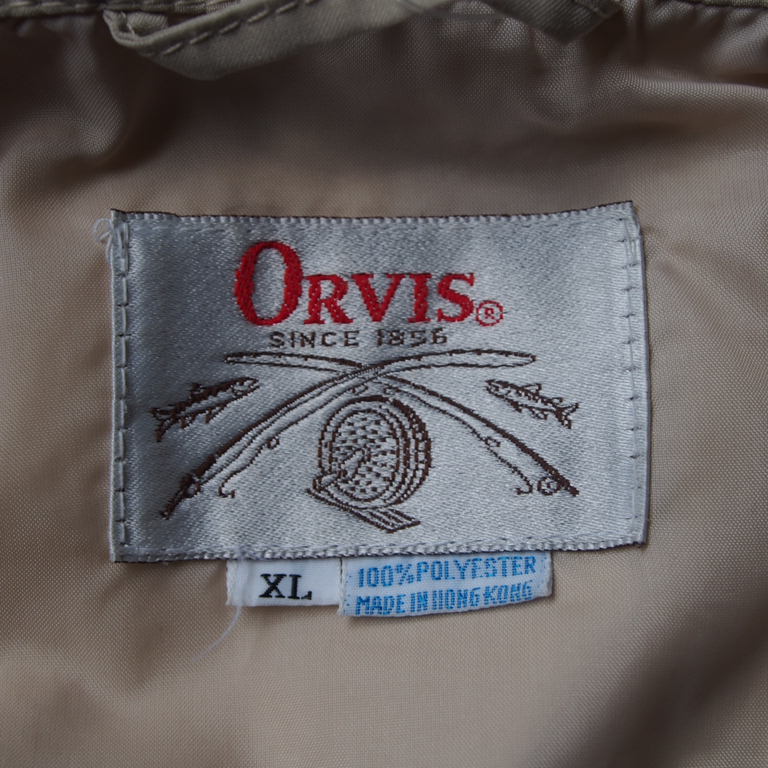 ORVIS®
SINCE 1856
XL
100% POLYESTER
MADE IN HONG KONG